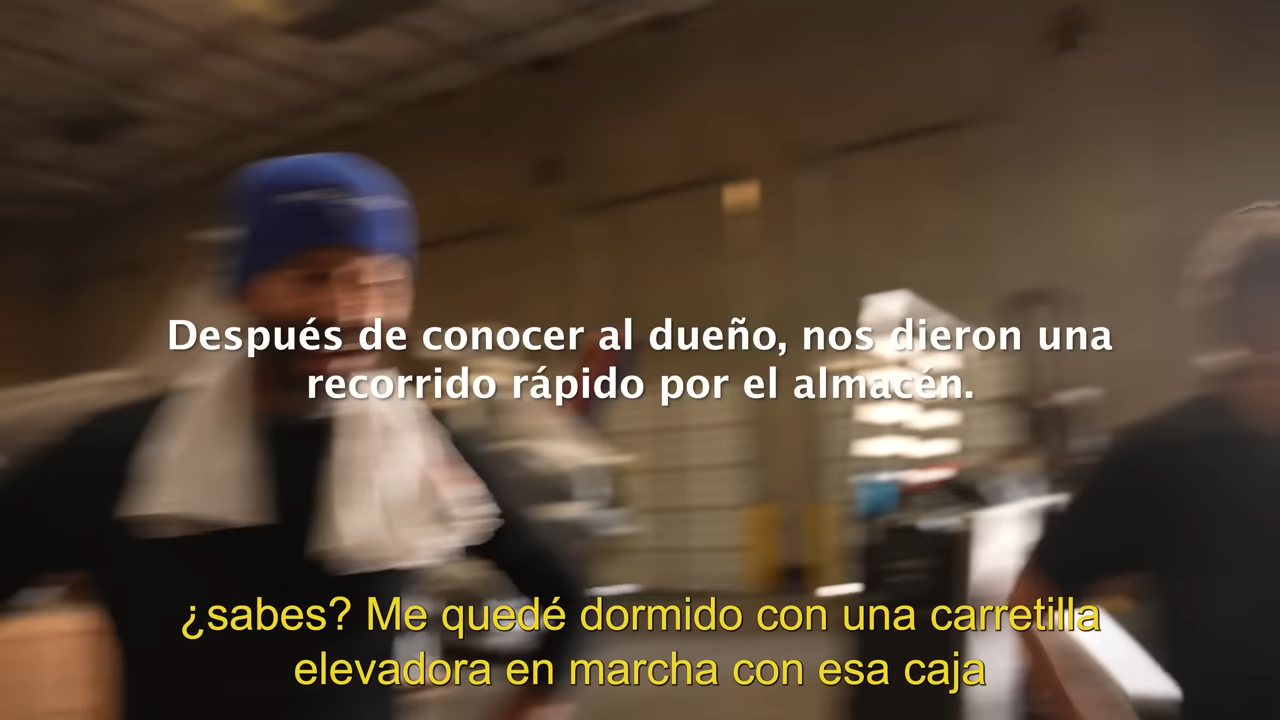 Después de conocer al dueño, nos dieron una
recorrido rápido por el almacén.
¿sabes? Me quedé dormido con una carretilla
elevadora en marcha con esa caja